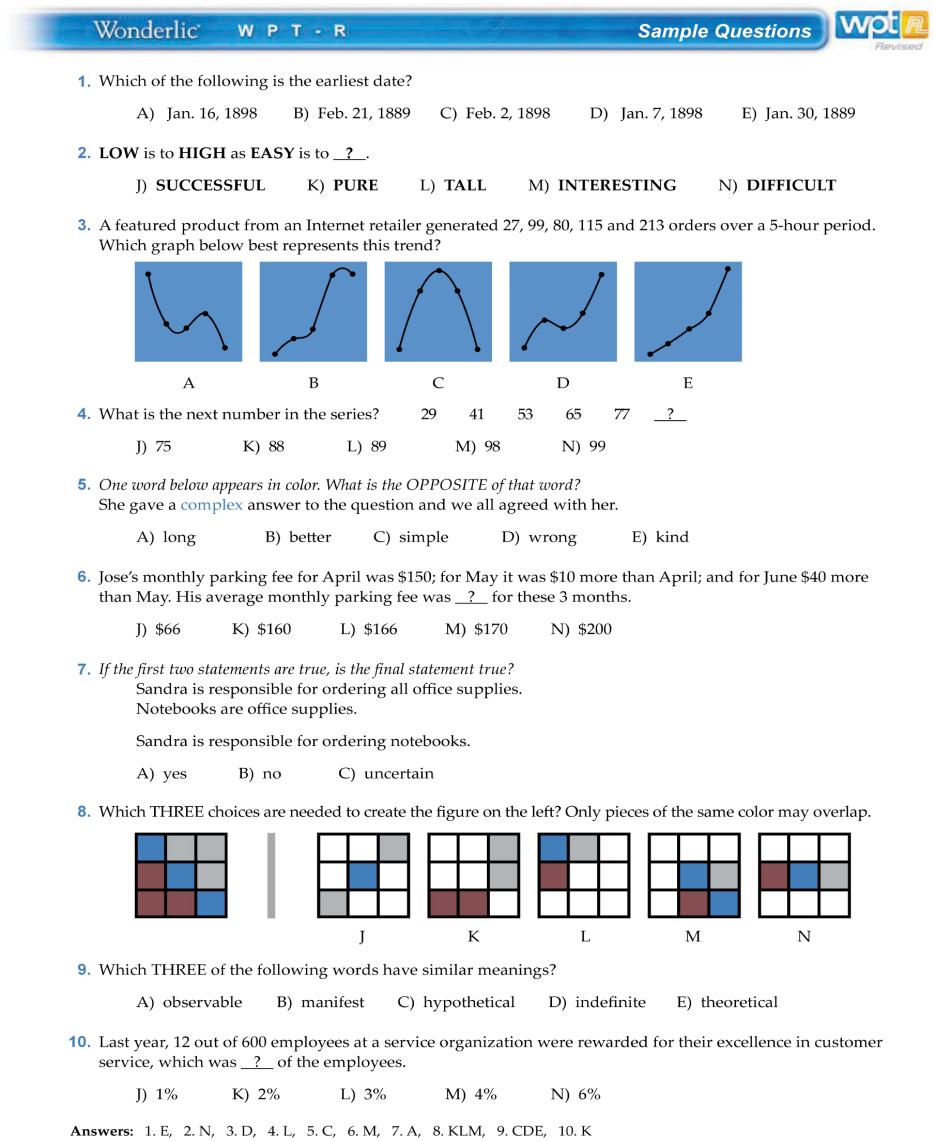 Wonderlic® WPT-R Sample Questions wpt R
Revised
1. Which of the following is the earliest date?
A) Jan. 16, 1898 B) Feb. 21, 1889 C) Feb. 2, 1898 D) Jan. 7, 1898 E) Jan. 30, 1889
2. LOW is to HIGH as EASY is to ? .
J) SUCCESSFUL K) PURE L) TALL M) INTERESTING N) DIFFICULT
3. A featured product from an Internet retailer generated 27, 99, 80, 115 and 213 orders over a 5-hour period.
Which graph below best represents this trend?
A B C D E
4. What is the next number in the series? 29 41 53 65 77 ?
J) 75 K) 88 L) 89 M) 98 N) 99
5. One word below appears in color. What is the OPPOSITE of that word?
She gave a complex answer to the question and we all agreed with her.
A) long B) better C) simple D) wrong E) kind
6. Jose's monthly parking fee for April was $150; for May it was $10 more than April; and for June $40 more
than May. His average monthly parking fee was ? for these 3 months.
J) $66 K) $160 L) $166 M) $170 N) $200
7. If the first two statements are true, is the final statement true?
Sandra is responsible for ordering all office supplies.
Notebooks are office supplies.
Sandra is responsible for ordering notebooks.
A) yes B) no C) uncertain
8. Which THREE choices are needed to create the figure on the left? Only pieces of the same color may overlap.
J K L M N
9. Which THREE of the following words have similar meanings?
A) observable B) manifest C) hypothetical D) indefinite E) theoretical
10. Last year, 12 out of 600 employees at a service organization were rewarded for their excellence in customer
service, which was ? of the employees.
J) 1% K) 2% L) 3% M) 4% N) 6%
Answers: 1. E, 2. N, 3. D, 4. L, 5. C, 6. M, 7. A, 8. KLM, 9. CDE, 10. K